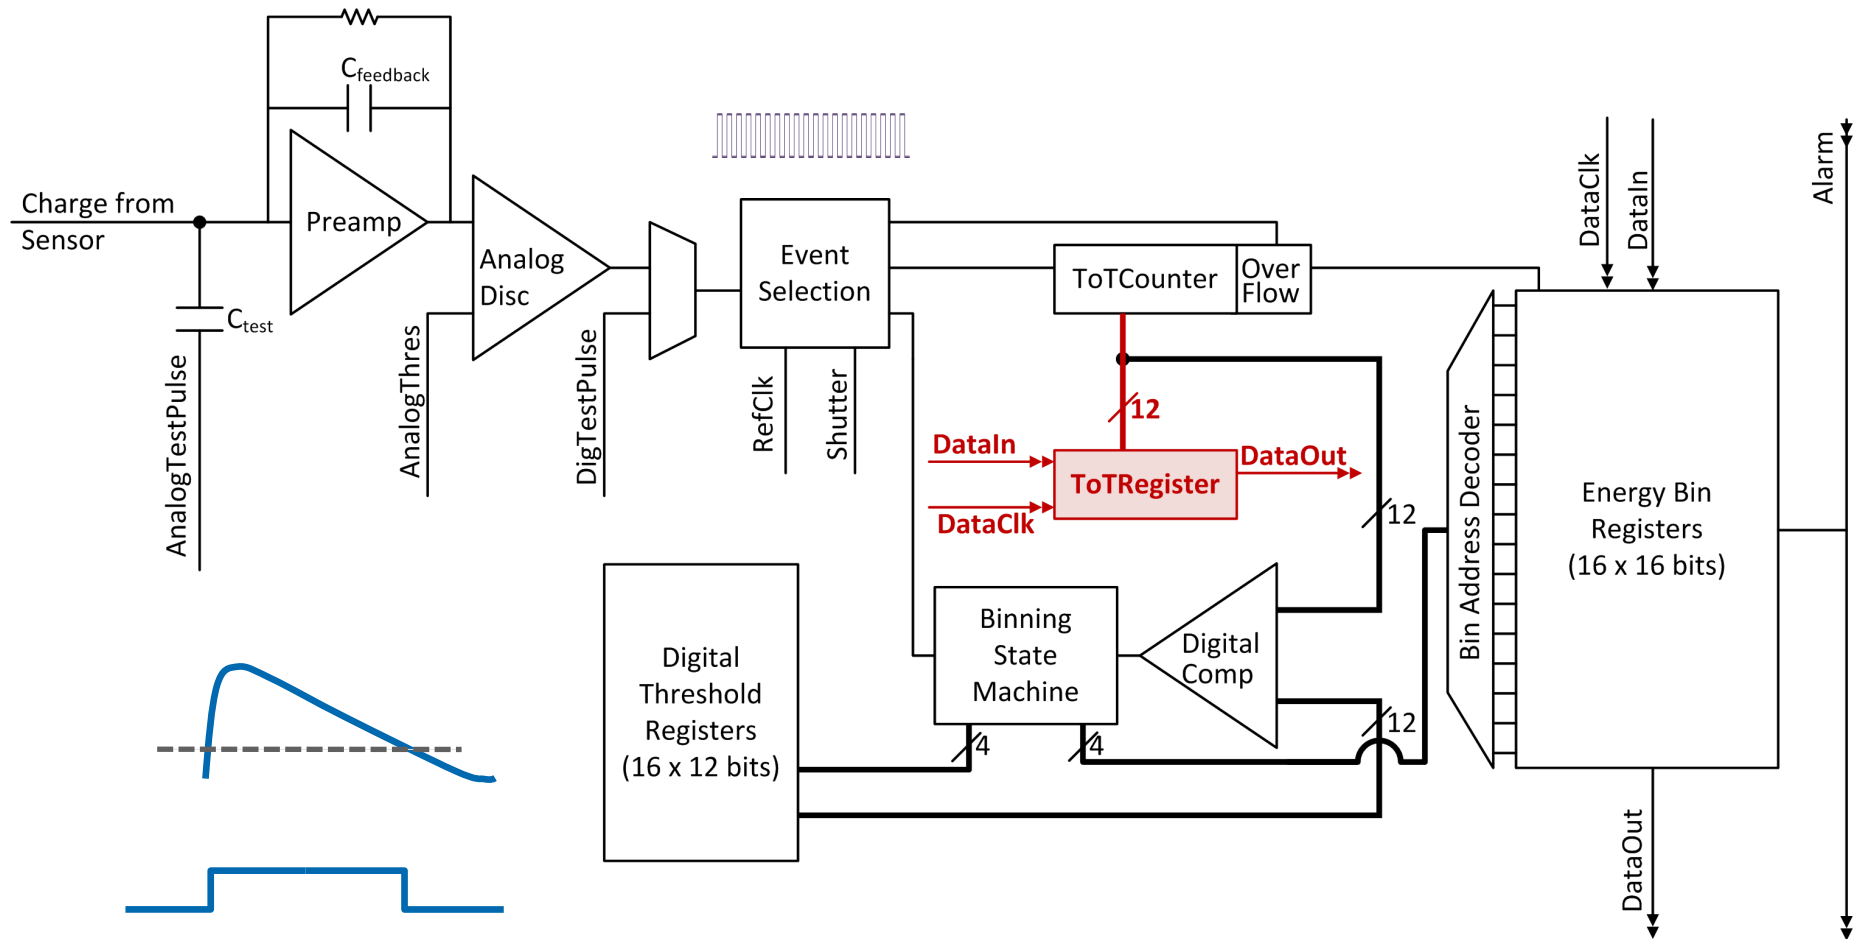 C feedback
Charge from
Sensor
Preamp
C test
AnalogTestPulse
Analog
Disc
AnalogThres
DigTestPulse
Event
Selection
RefClk
Shutter
ToTCounter
Over
Flow
12
DataIn
DataClk
ToTRegister
DataOut
12
Digital
Threshold
Registers
(16 x 12 bits)
Binning
State
Machine
4
4
Digital
Comp
12
Bin Address Decoder
DataClk
DataIn
Energy Bin
Registers
(16 x 16 bits)
DataOut
Alarm